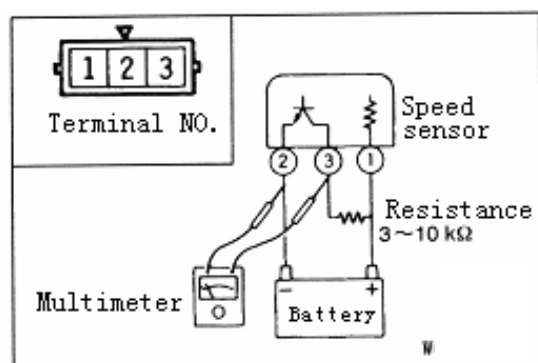 1 2 3
Terminal NO.
Speed
sensor
2 3 1
Resistance
3~10 kΩ
Multimeter
- +
Battery
W